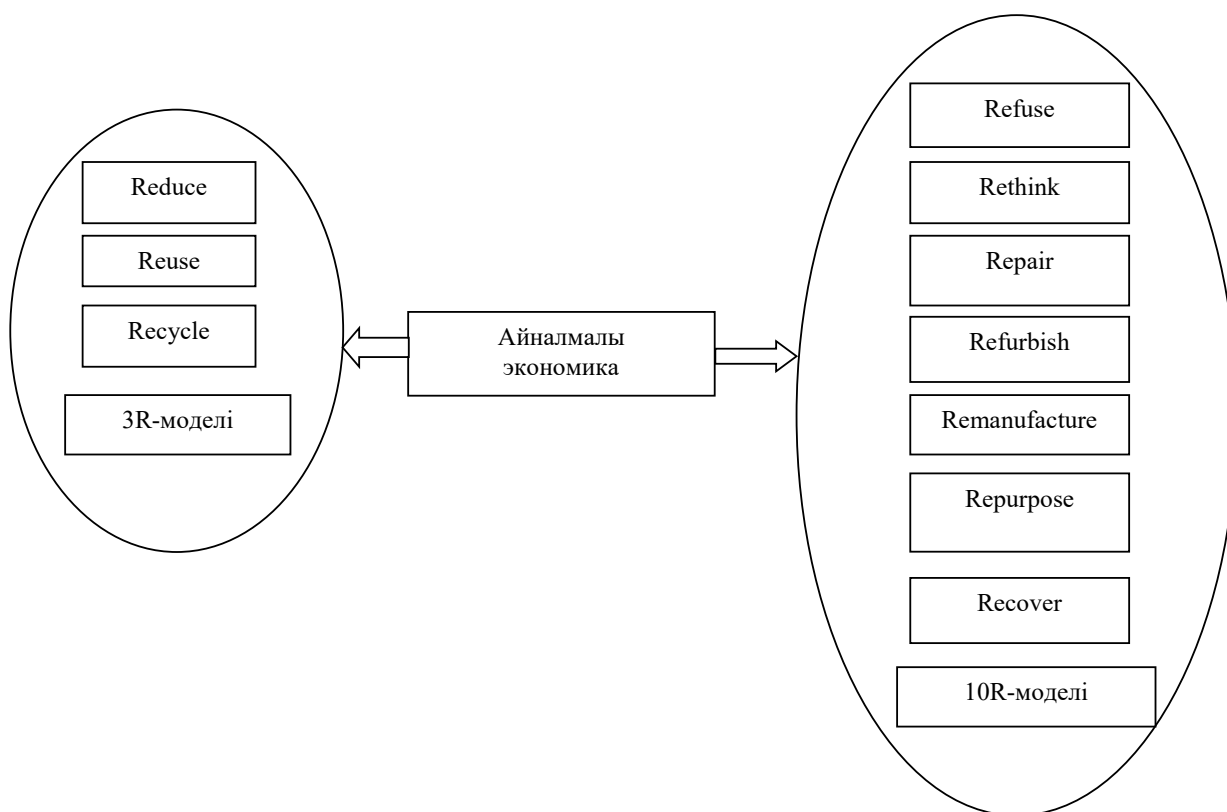 Reduce
Reuse
Recycle
3R-моделі
Айналмалы
экономика
Refuse
Rethink
Repair
Refurbish
Remanufacture
Repurpose
Recover
10R-моделі